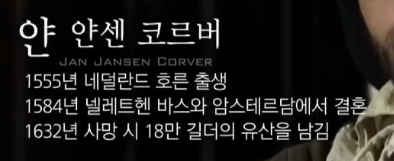 얀 얀센 코르버
JAN JANSEN CORVER
1555년 네덜란드 호른 출생
1584년 넬레트헨 바스와 암스테르담에서 결혼
1632년 사망 시 18만 길더의 유산을 남김